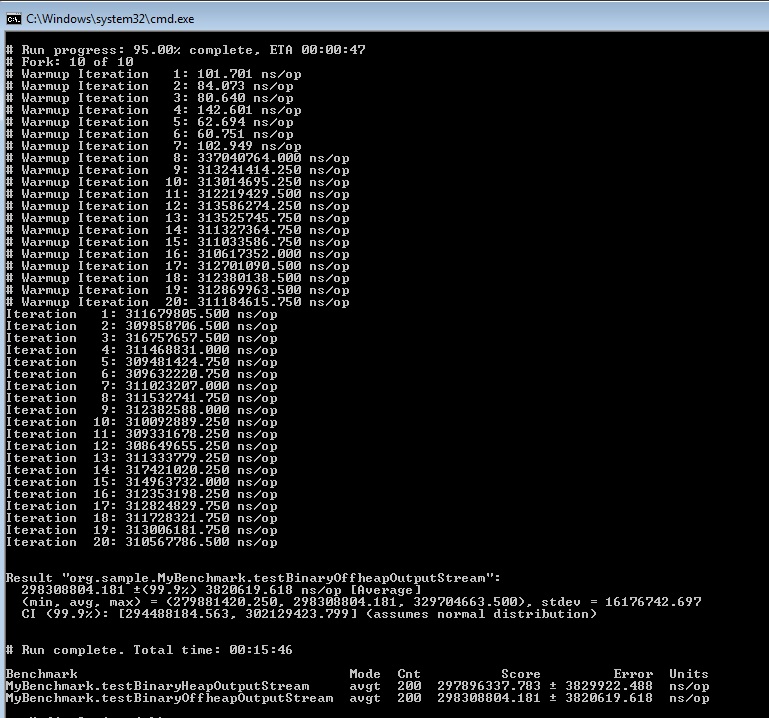 C:\Windows\system32\cmd.exe
# Run progress: 95.00% complete, ETA 00:00:47
# Fork: 10 of 10
# Warmup Iteration   1: 101.701 ns/op
# Warmup Iteration   2: 84.073 ns/op
# Warmup Iteration   3: 80.640 ns/op
# Warmup Iteration   4: 142.601 ns/op
# Warmup Iteration   5: 62.694 ns/op
# Warmup Iteration   6: 60.751 ns/op
# Warmup Iteration   7: 102.949 ns/op
# Warmup Iteration   8: 337040764.000 ns/op
# Warmup Iteration   9: 313241414.250 ns/op
# Warmup Iteration  10: 313014695.250 ns/op
# Warmup Iteration  11: 312219429.500 ns/op
# Warmup Iteration  12: 313586274.250 ns/op
# Warmup Iteration  13: 313525745.750 ns/op
# Warmup Iteration  14: 311327364.750 ns/op
# Warmup Iteration  15: 311033586.750 ns/op
# Warmup Iteration  16: 310617352.000 ns/op
# Warmup Iteration  17: 312701090.500 ns/op
# Warmup Iteration  18: 312380138.500 ns/op
# Warmup Iteration  19: 312869963.500 ns/op
# Warmup Iteration  20: 311184615.750 ns/op
Iteration   1: 311679805.500 ns/op
Iteration   2: 309858706.500 ns/op
Iteration   3: 316757657.500 ns/op
Iteration   4: 311468831.000 ns/op
Iteration   5: 309481424.750 ns/op
Iteration   6: 309632220.750 ns/op
Iteration   7: 311023207.000 ns/op
Iteration   8: 311532741.750 ns/op
Iteration   9: 312382588.000 ns/op
Iteration  10: 310092889.250 ns/op
Iteration  11: 309331678.250 ns/op
Iteration  12: 308649655.250 ns/op
Iteration  13: 311333779.250 ns/op
Iteration  14: 317421020.250 ns/op
Iteration  15: 314963732.000 ns/op
Iteration  16: 312353198.250 ns/op
Iteration  17: 312824829.750 ns/op
Iteration  18: 311728321.750 ns/op
Iteration  19: 313006181.750 ns/op
Iteration  20: 310567786.500 ns/op
Result "org.sample.MyBenchmark.testBinaryOffheapOutputStream":
  298308804.181 ±(99.9%) 3820619.618 ns/op [Average]
  (min, avg, max) = (279881420.250, 298308804.181, 329704663.500), stdev = 16176742.697
  CI (99.9%): [294488184.563, 302129423.799] (assumes normal distribution)
# Run complete. Total time: 00:15:46
Benchmark                                  Mode  Cnt          Score         Error  Units
MyBenchmark.testBinaryHeapOutputStream     avgt  200  297896337.783 ± 3829922.488  ns/op
MyBenchmark.testBinaryOffheapOutputStream  avgt  200  298308804.181 ± 3820619.618  ns/op